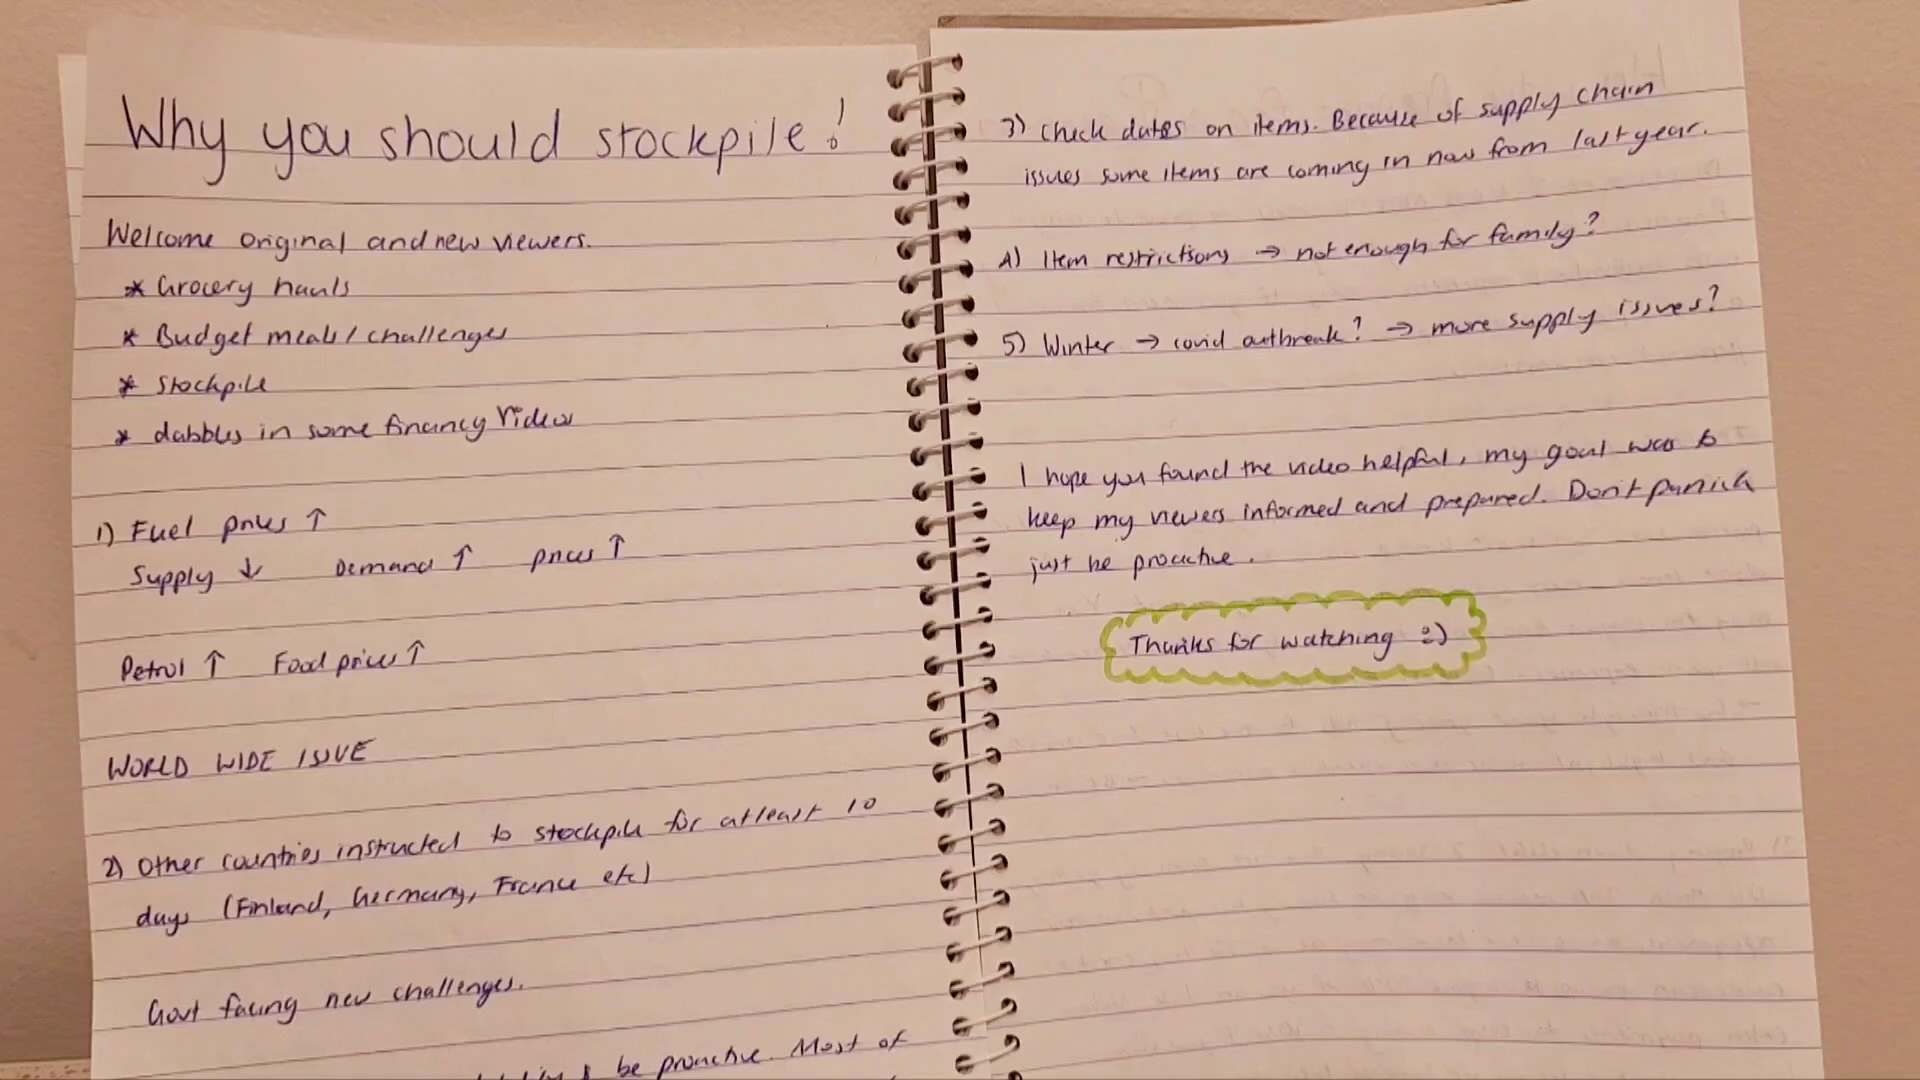 Why you should stockpile!
Welcome original and new viewers.
* Grocery hauls
* Budget meals / challenges
* Stockpile
* dabbles in some financy Videos
1) Fuel prices ↑
Supply ↓ Demand ↑ prices ↑
Petrol ↑ Food prices ↑
WORLD WIDE ISSUE
2) Other countries instructed to stockpile for atleast 10
days (Finland, Germany, France etc)
Govt facing new challenges.
be proactive. Most of
3) Check dates on items. Because of supply chain
issues some items are coming in now from last year.
4) Item restrictions → not enough for family?
5) Winter → covid outbreak? → more supply issues?
I hope you found the video helpful, my goal was to
keep my viewers informed and prepared. Don't panick
just be proactive.
Thanks for watching :)